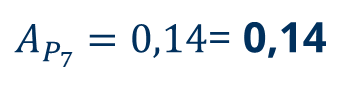 A_{P_7} = 0,14= 0,14